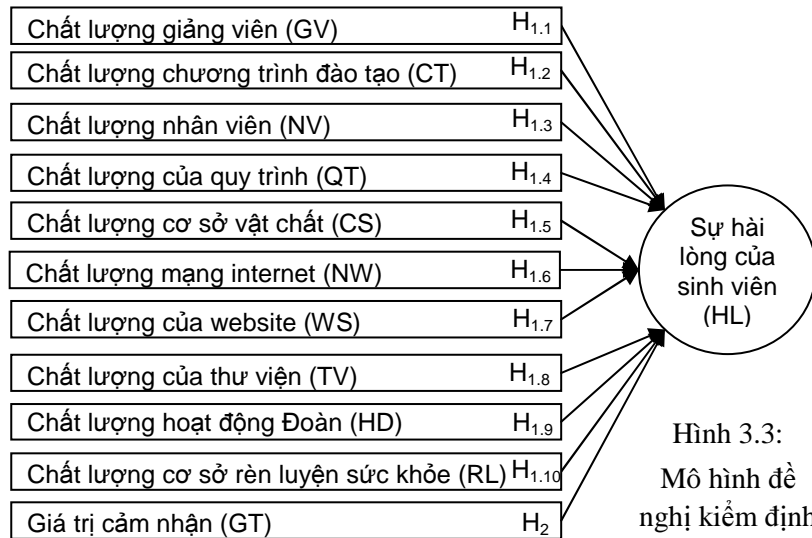 Chất lượng giảng viên (GV) H1.1
Chất lượng chương trình đào tạo (CT) H1.2
Chất lượng nhân viên (NV) H1.3
Chất lượng của quy trình (QT) H1.4
Chất lượng cơ sở vật chất (CS) H1.5
Chất lượng mạng internet (NW) H1.6
Chất lượng của website (WS) H1.7
Chất lượng của thư viện (TV) H1.8
Chất lượng hoạt động Đoàn (HD) H1.9
Chất lượng cơ sở rèn luyện sức khỏe (RL) H1.10
Giá trị cảm nhận (GT) H2
Sự hài
lòng của
sinh viên
(HL)
Hình 3.3:
Mô hình đề
nghị kiểm định